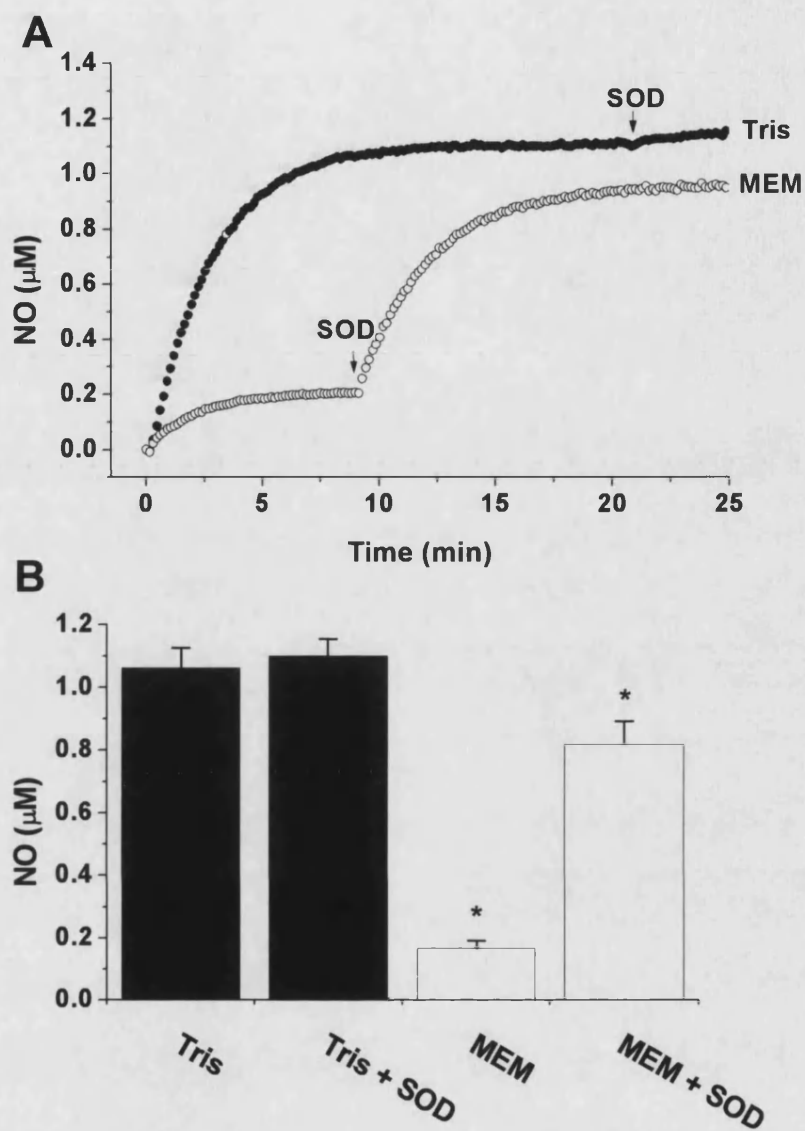 A
1.4
1.2
1.0
0.8
0.6
0.4
0.2
0.0
NO (μM)
SOD
Tris
MEM
SOD
0 5 10 15 20 25
Time (min)
B
1.2
1.0
0.8
0.6
0.4
0.2
0.0
NO (μM)
*
*
Tris
Tris + SOD
MEM
MEM + SOD